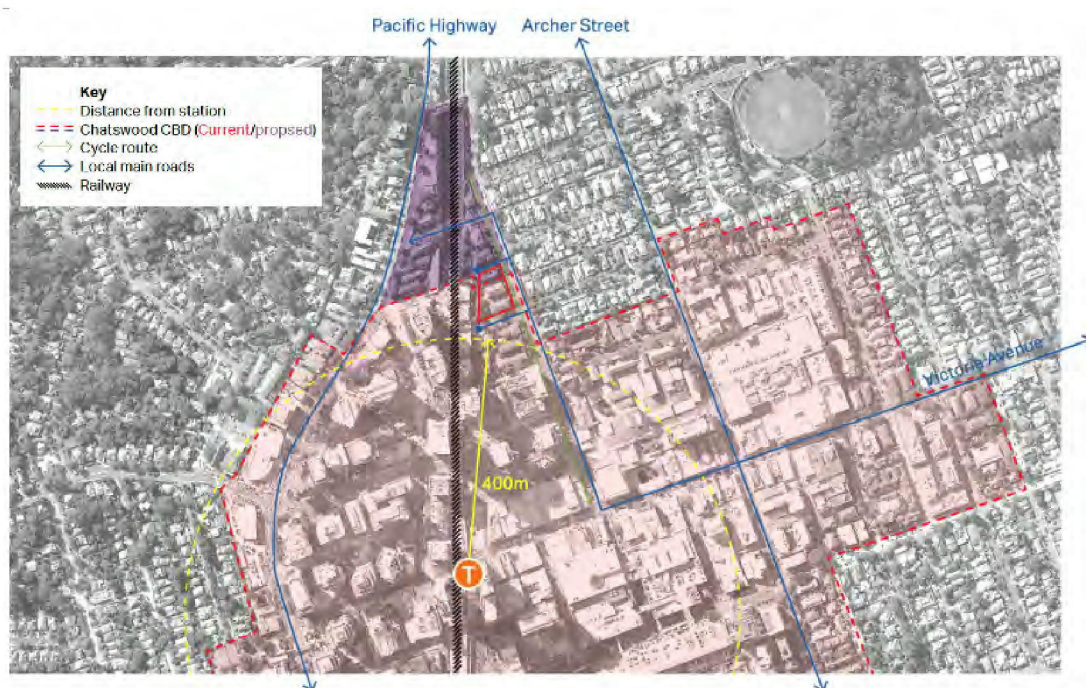 Pacific Highway Archer Street
Key
Distance from station
Chatswood CBD (Current/propsed)
Cycle route
Local main roads
Railway
Victoria Avenue
400m
T